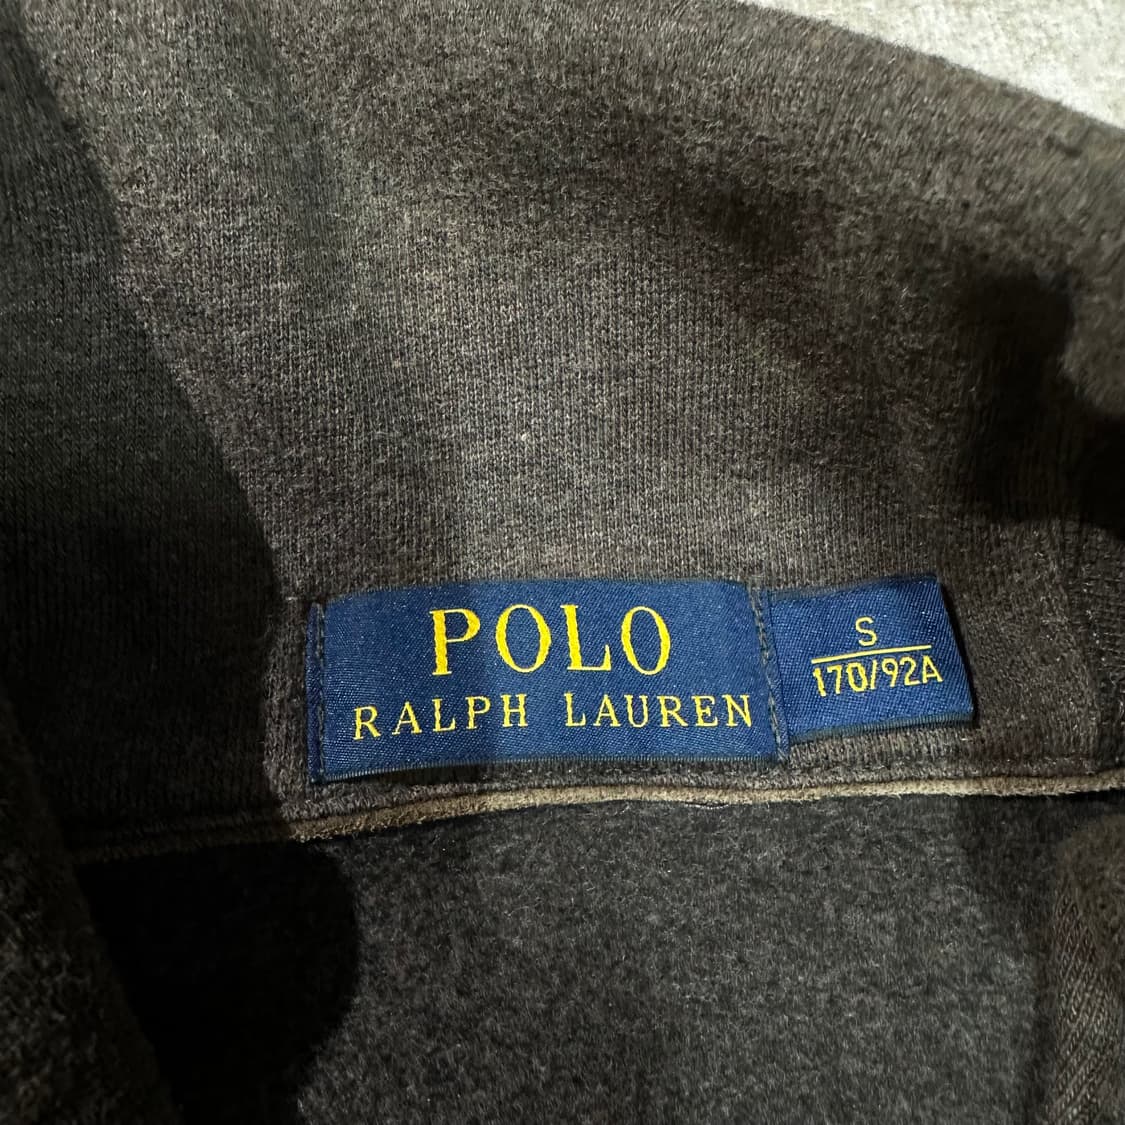 POLO
RALPH LAUREN
S
170/92A